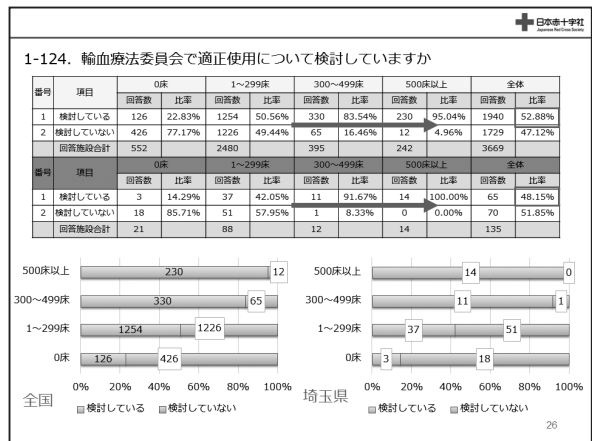 日本赤十字社
Japanese Red Cross Society
1-124. 輸血療法委員会で適正使用について検討していますか
番号 項目 0床 1～299床 300～499床 500床以上 全体
回答数 比率 回答数 比率 回答数 比率 回答数 比率 回答数 比率
1 検討している 126 22.83% 1254 50.56% 330 83.54% 230 95.04% 1940 52.88%
2 検討していない 426 77.17% 1226 49.44% 65 16.46% 12 4.96% 1729 47.12%
回答施設合計 552 2480 395 242 3669
番号 項目 0床 1～299床 300～499床 500床以上 全体
回答数 比率 回答数 比率 回答数 比率 回答数 比率 回答数 比率
1 検討している 3 14.29% 37 42.05% 11 91.67% 14 100.00% 65 48.15%
2 検討していない 18 85.71% 51 57.95% 1 8.33% 0 0.00% 70 51.85%
回答施設合計 21 88 12 14 135
500床以上 230 12
300～499床 330 65
1～299床 1254 1226
0床 126 426
0% 20% 40% 60% 80% 100%
全国
検討している 検討していない
500床以上 14 0
300～499床 11 1
1～299床 37 51
0床 3 18
0% 20% 40% 60% 80% 100%
埼玉県
検討している 検討していない
26